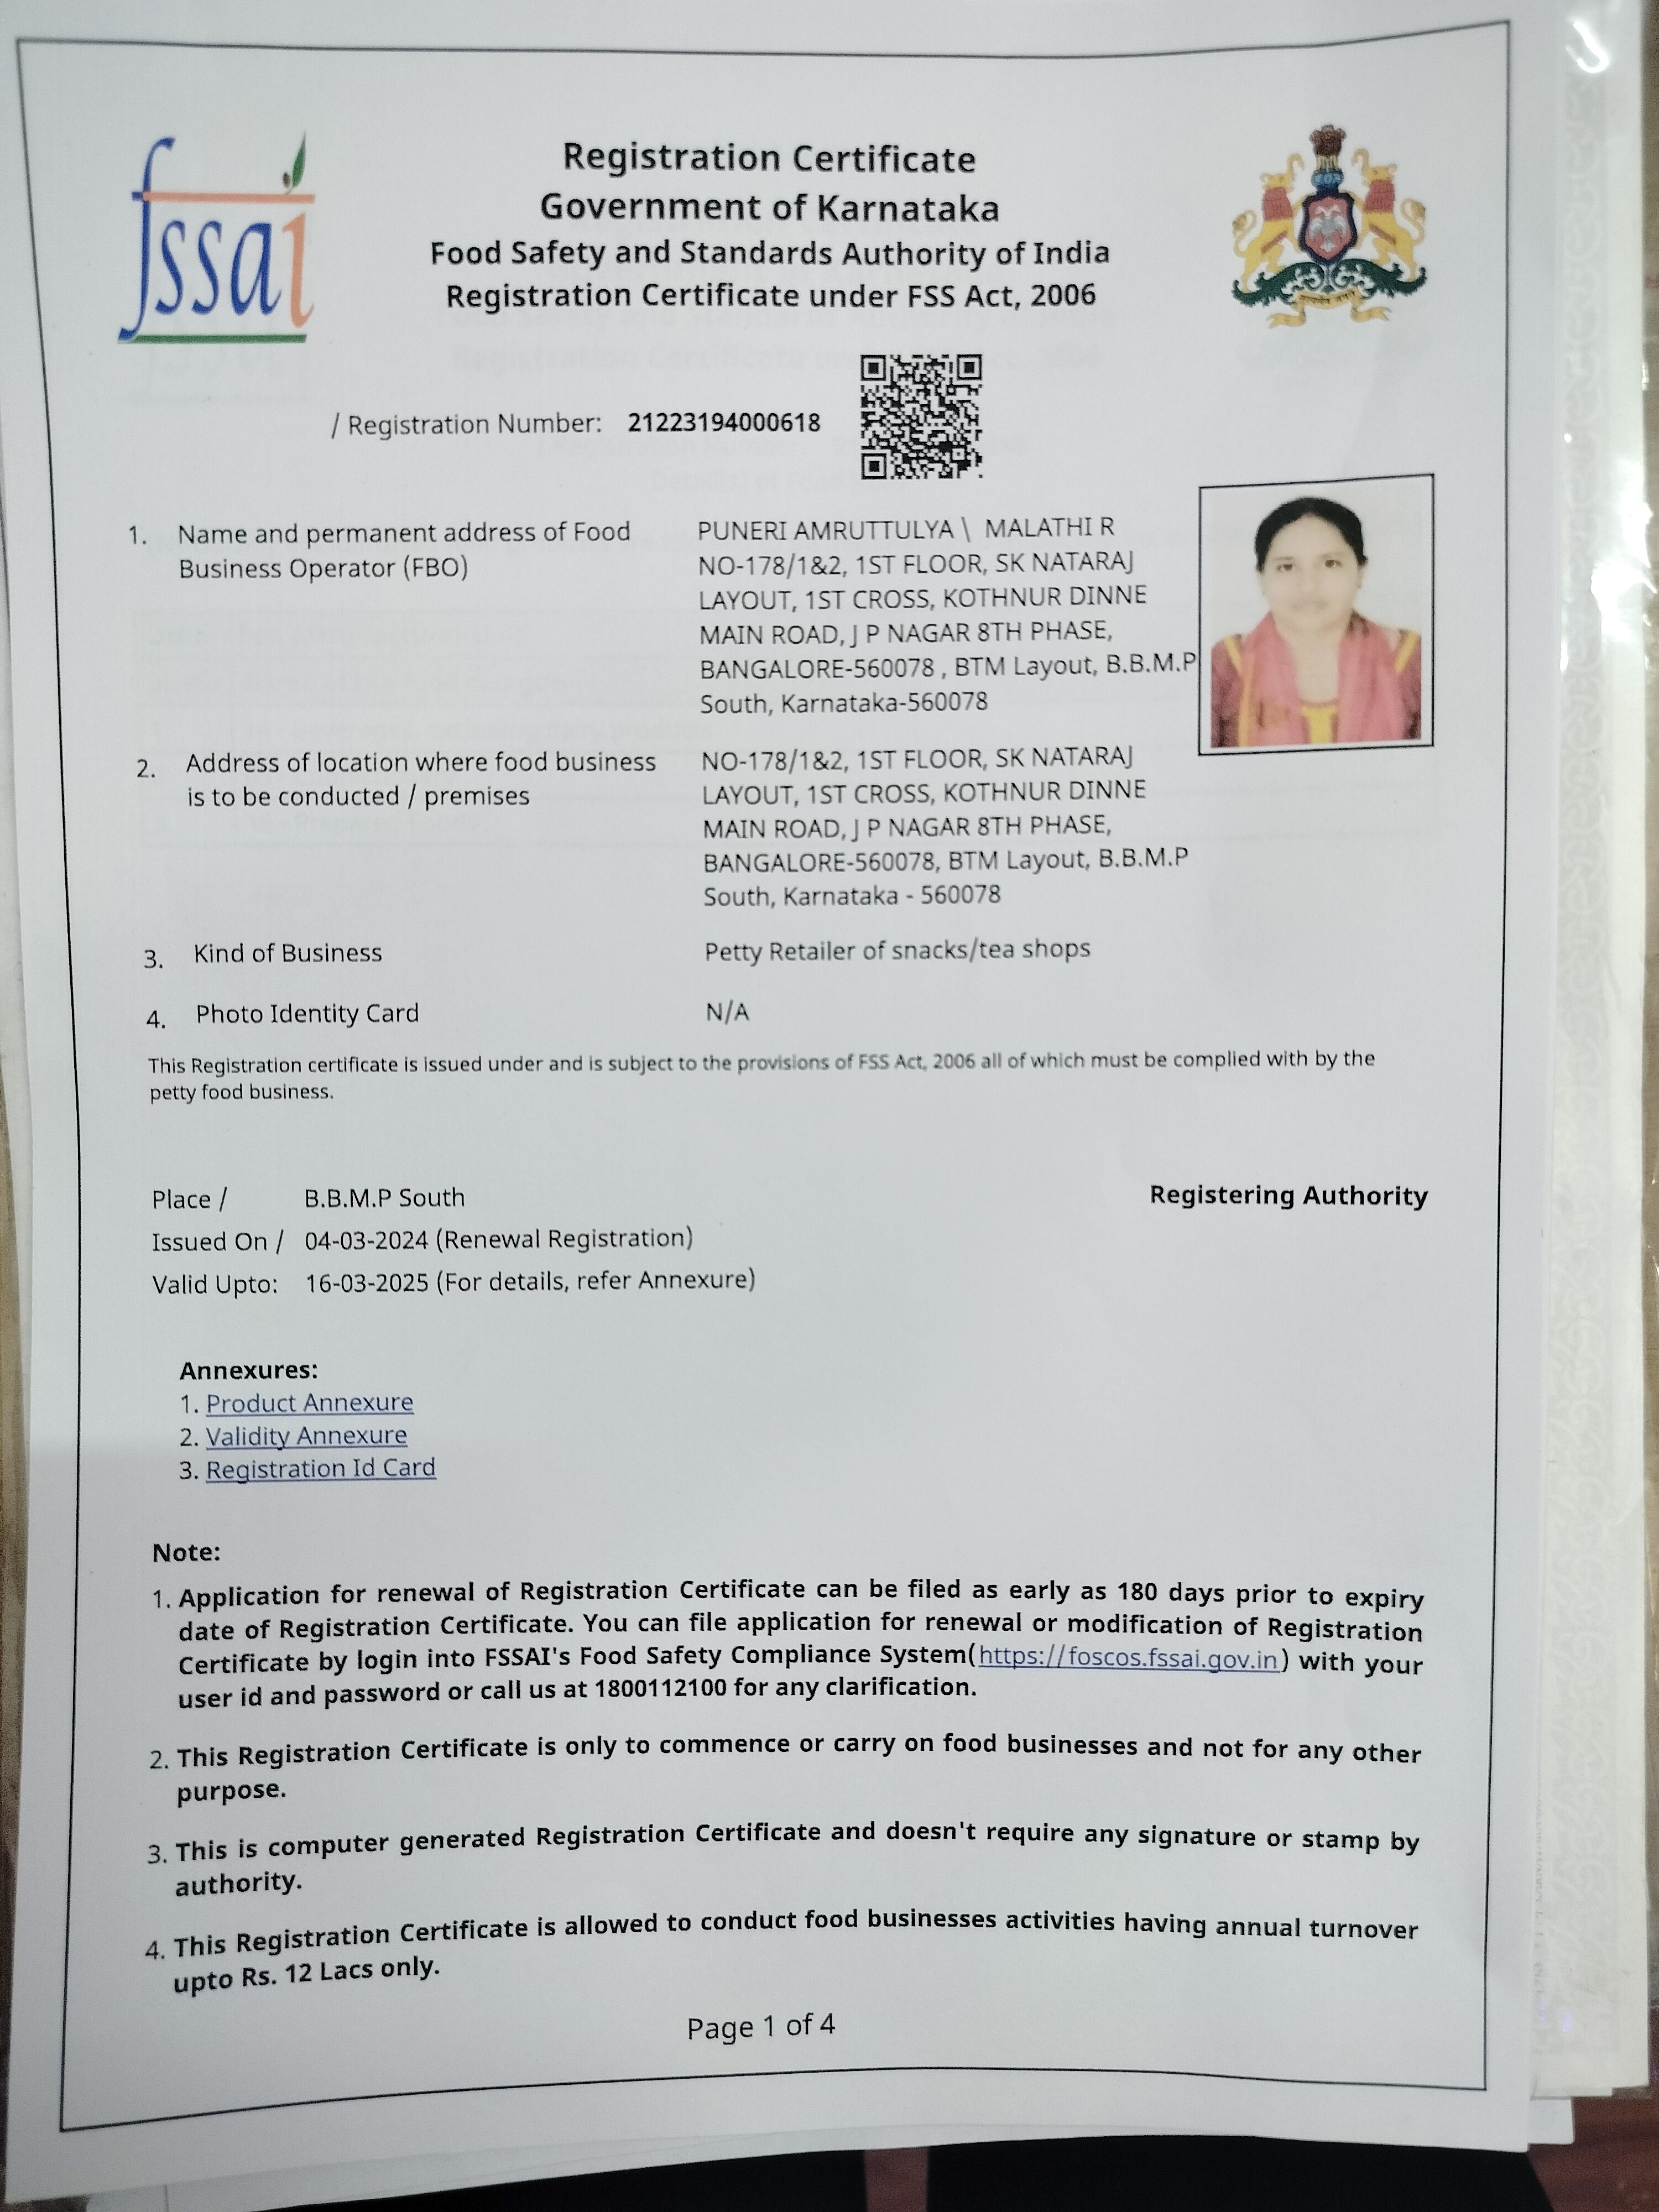 fssai
Registration Certificate
Government of Karnataka
Food Safety and Standards Authority of India
Registration Certificate under FSS Act, 2006
/ Registration Number: 21223194000618
1. Name and permanent address of Food
Business Operator (FBO)
PUNERI AMRUTTULYA \ MALATHI R
NO-178/1&2, 1ST FLOOR, SK NATARAJ
LAYOUT, 1ST CROSS, KOTHNUR DINNE
MAIN ROAD, J P NAGAR 8TH PHASE,
BANGALORE-560078 , BTM Layout, B.B.M.P
South, Karnataka-560078
2. Address of location where food business
is to be conducted / premises
NO-178/1&2, 1ST FLOOR, SK NATARAJ
LAYOUT, 1ST CROSS, KOTHNUR DINNE
MAIN ROAD, J P NAGAR 8TH PHASE,
BANGALORE-560078, BTM Layout, B.B.M.P
South, Karnataka - 560078
3. Kind of Business Petty Retailer of snacks/tea shops
4. Photo Identity Card N/A
This Registration certificate is issued under and is subject to the provisions of FSS Act, 2006 all of which must be complied with by the
petty food business.
Place / B.B.M.P South
Registering Authority
Issued On / 04-03-2024 (Renewal Registration)
Valid Upto: 16-03-2025 (For details, refer Annexure)
Annexures:
1. Product Annexure
2. Validity Annexure
3. Registration Id Card
Note:
1. Application for renewal of Registration Certificate can be filed as early as 180 days prior to expiry
date of Registration Certificate. You can file application for renewal or modification of Registration
Certificate by login into FSSAI's Food Safety Compliance System(https://foscos.fssai.gov.in) with your
user id and password or call us at 1800112100 for any clarification.
2. This Registration Certificate is only to commence or carry on food businesses and not for any other
purpose.
3. This is computer generated Registration Certificate and doesn't require any signature or stamp by
authority.
4. This Registration Certificate is allowed to conduct food businesses activities having annual turnover
upto Rs. 12 Lacs only.
Page 1 of 4